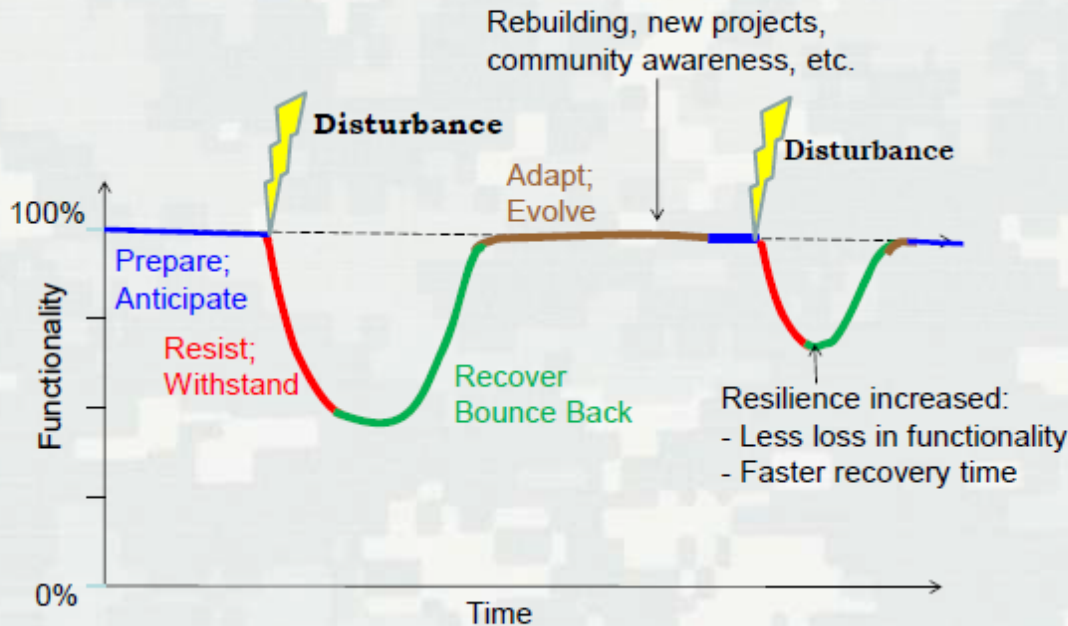 Rebuilding, new projects,
community awareness, etc.
Disturbance
Disturbance
Adapt;
Evolve
100%
Prepare;
Anticipate
Functionality
Resist;
Withstand
Recover
Bounce Back
Resilience increased:
- Less loss in functionality
- Faster recovery time
0%
Time